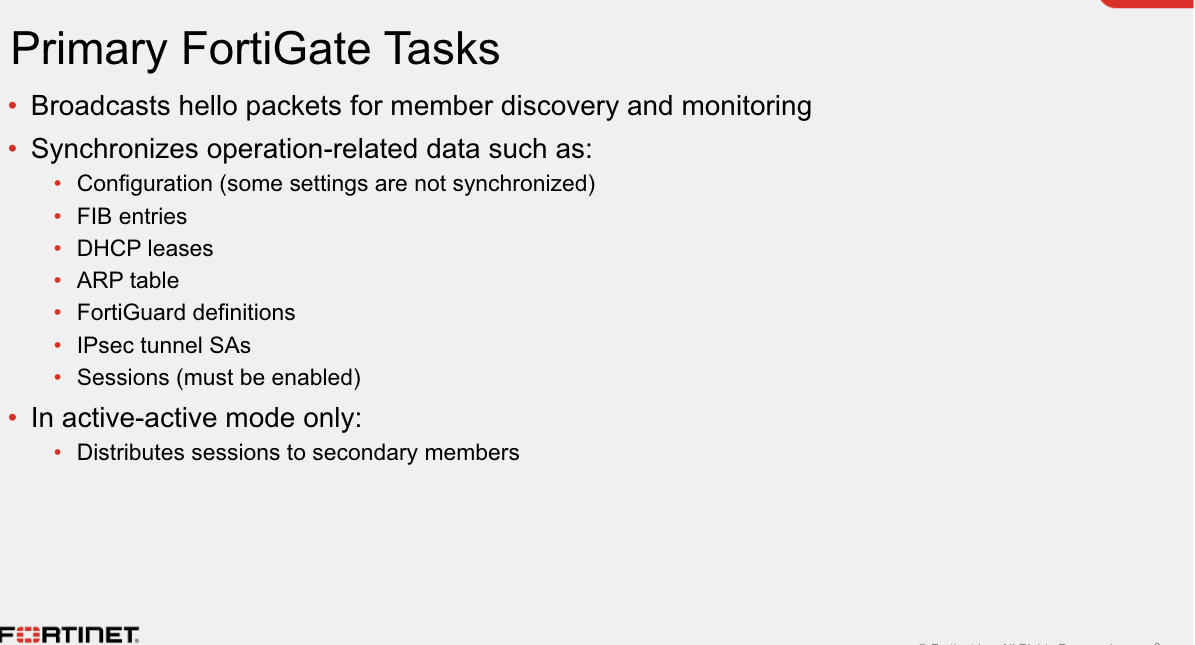 Primary FortiGate Tasks
• Broadcasts hello packets for member discovery and monitoring
• Synchronizes operation-related data such as:
• Configuration (some settings are not synchronized)
• FIB entries
• DHCP leases
• ARP table
• FortiGuard definitions
• IPsec tunnel SAs
• Sessions (must be enabled)
• In active-active mode only:
• Distributes sessions to secondary members
FORTINET